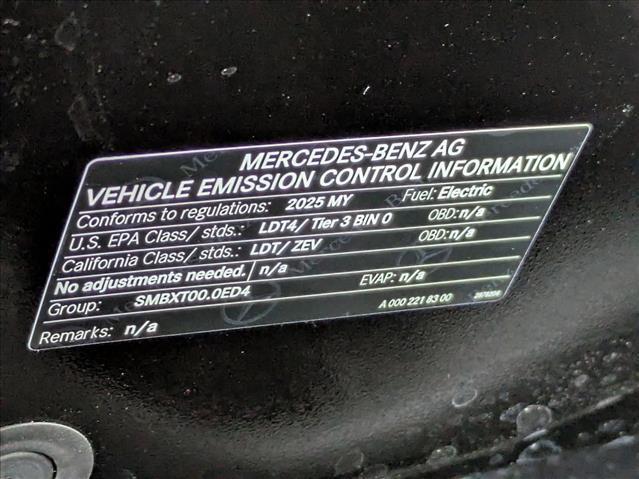 MERCEDES-BENZ AG
VEHICLE EMISSION CONTROL INFORMATION
Conforms to regulations: 2025 MY Fuel: Electric
U.S. EPA Class/ stds.: LDT4/ Tier 3 BIN 0 OBD: n/a
California Class/ stds.: LDT/ ZEV OBD: n/a
No adjustments needed. / n/a
Group: SMBXT00.0ED4 EVAP: n/a
Remarks: n/a A 000 221 83 00